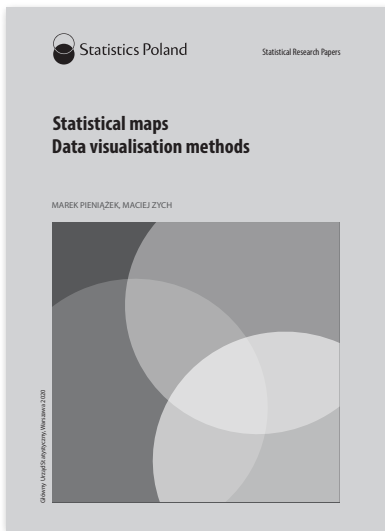 Statistics Poland
Statistical Research Papers
Statistical maps
Data visualisation methods
MAREK PIENIĄŻEK, MACIEJ ZYCH
Główny Urząd Statystyczny, Warszawa 2020